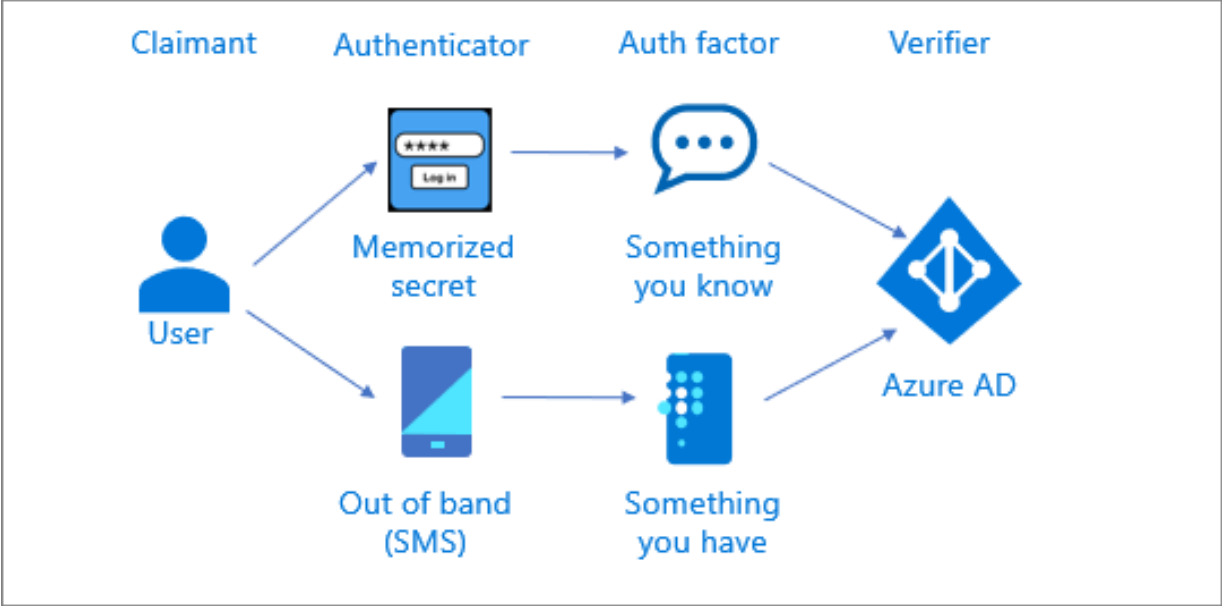 Claimant
Authenticator
Auth factor
Verifier
****
Log in
Memorized
secret
Something
you know
User
Azure AD
Out of band
(SMS)
Something
you have